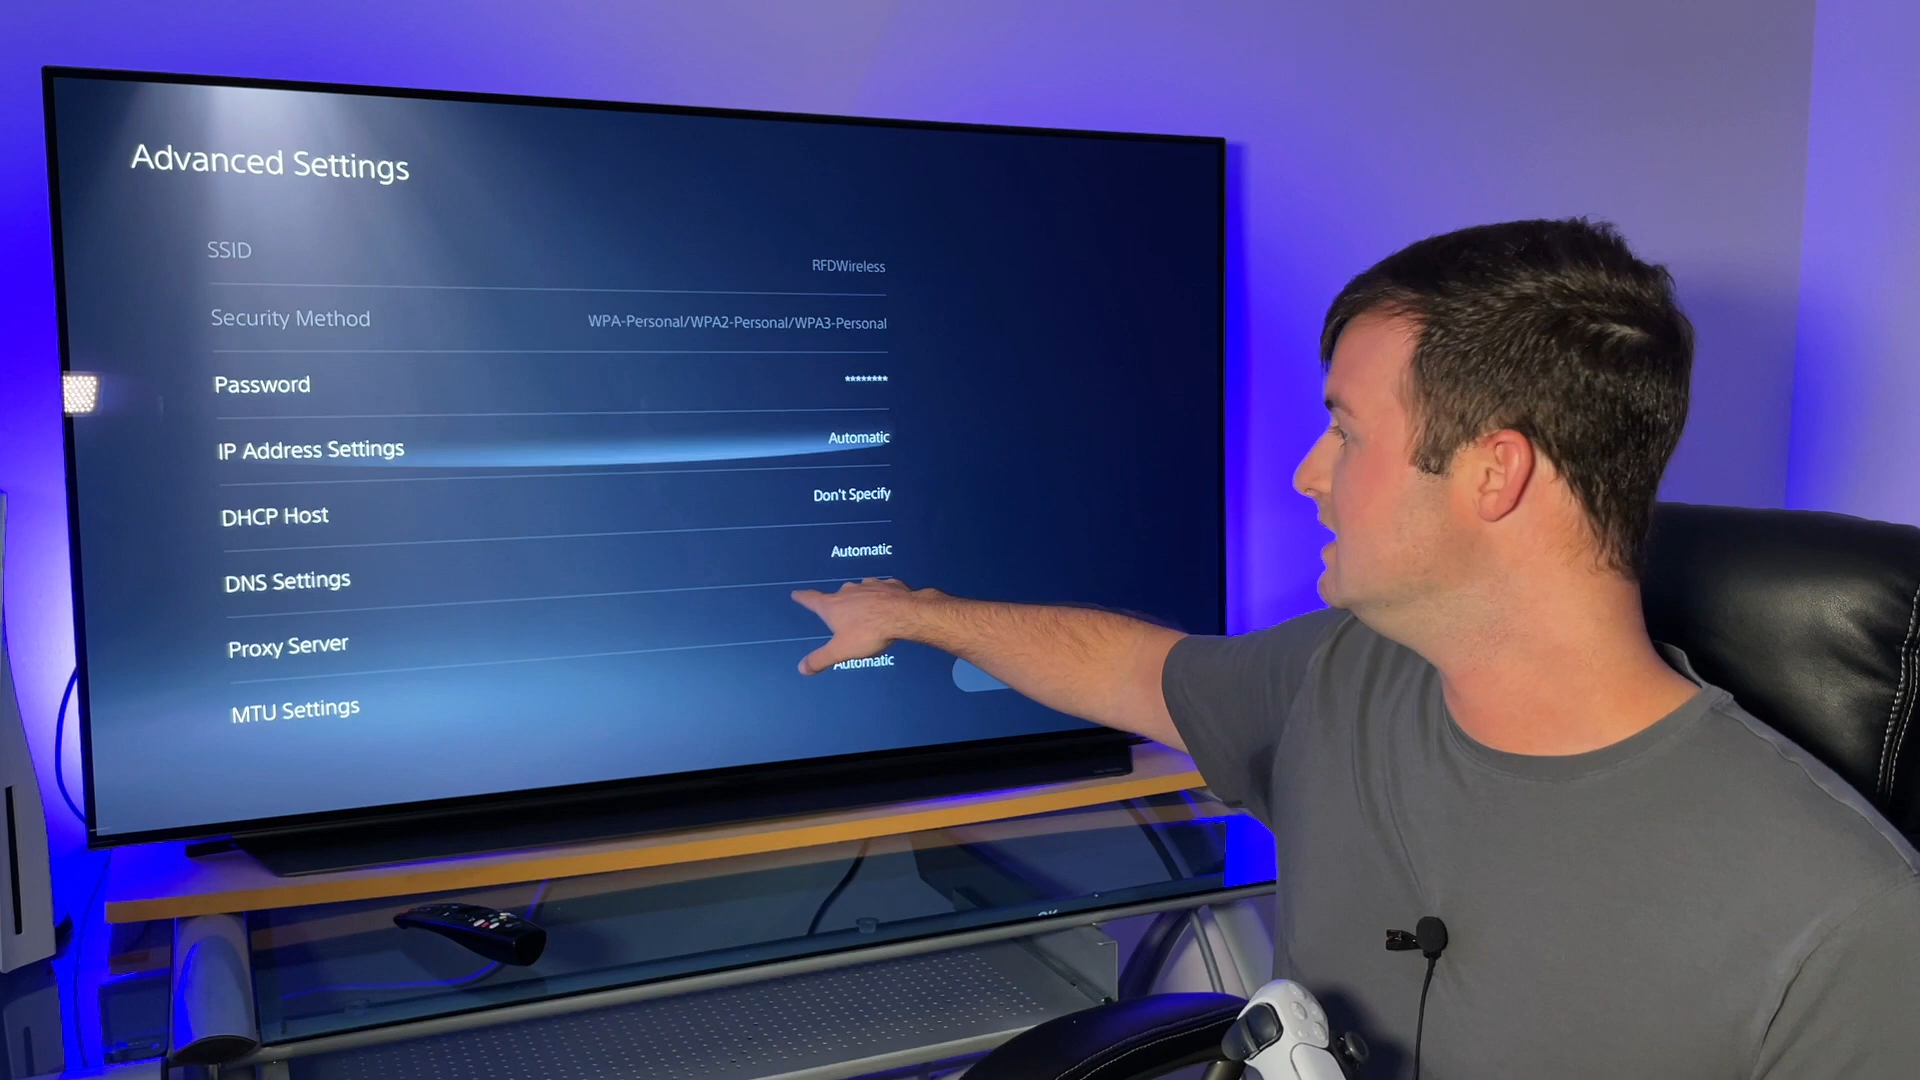 Advanced Settings
SSID
RFDWireless
Security Method
WPA-Personal/WPA2-Personal/WPA3-Personal
Password
********
IP Address Settings
Automatic
DHCP Host
Don't Specify
DNS Settings
Automatic
Proxy Server
MTU Settings
Automatic
OK